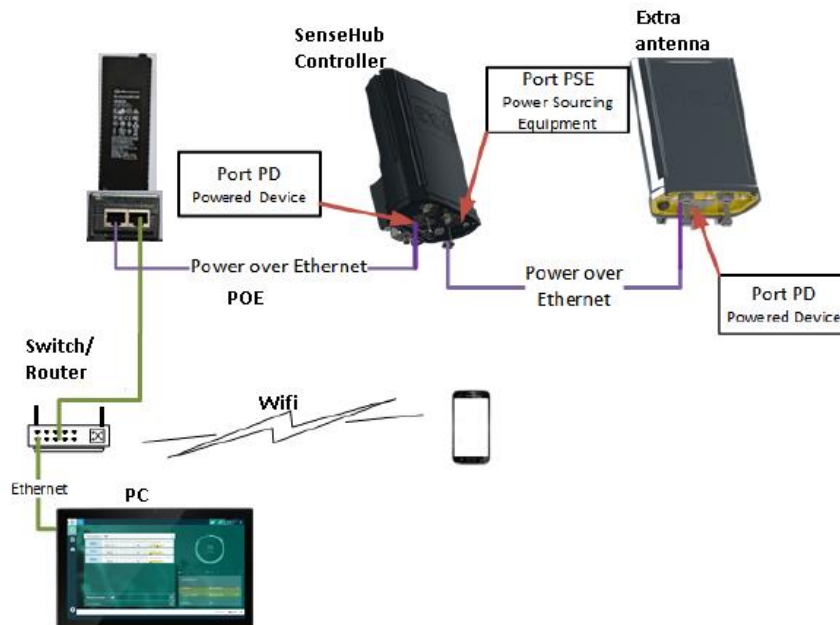 SenseHub
Controller
Extra
antenna
Port PSE
Power Sourcing
Equipment
Port PD
Powered Device
Power over Ethernet
POE
Power over
Ethernet
Port PD
Powered Device
Switch/
Router
Wifi
Ethernet
PC